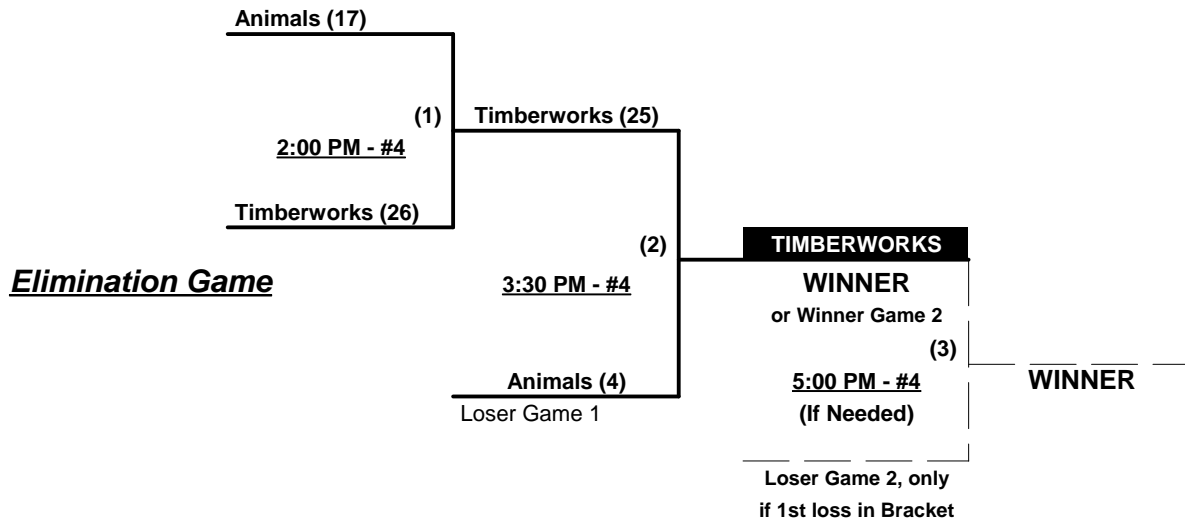 Animals (17)
(1)
Timberworks (25)
2:00 PM - #4
Timberworks (26)
(2)
TIMBERWORKS
Elimination Game
3:30 PM - #4
WINNER
or Winner Game 2
(3)
Animals (4)
5:00 PM - #4
WINNER
Loser Game 1
(If Needed)
Loser Game 2, only
if 1st loss in Bracket